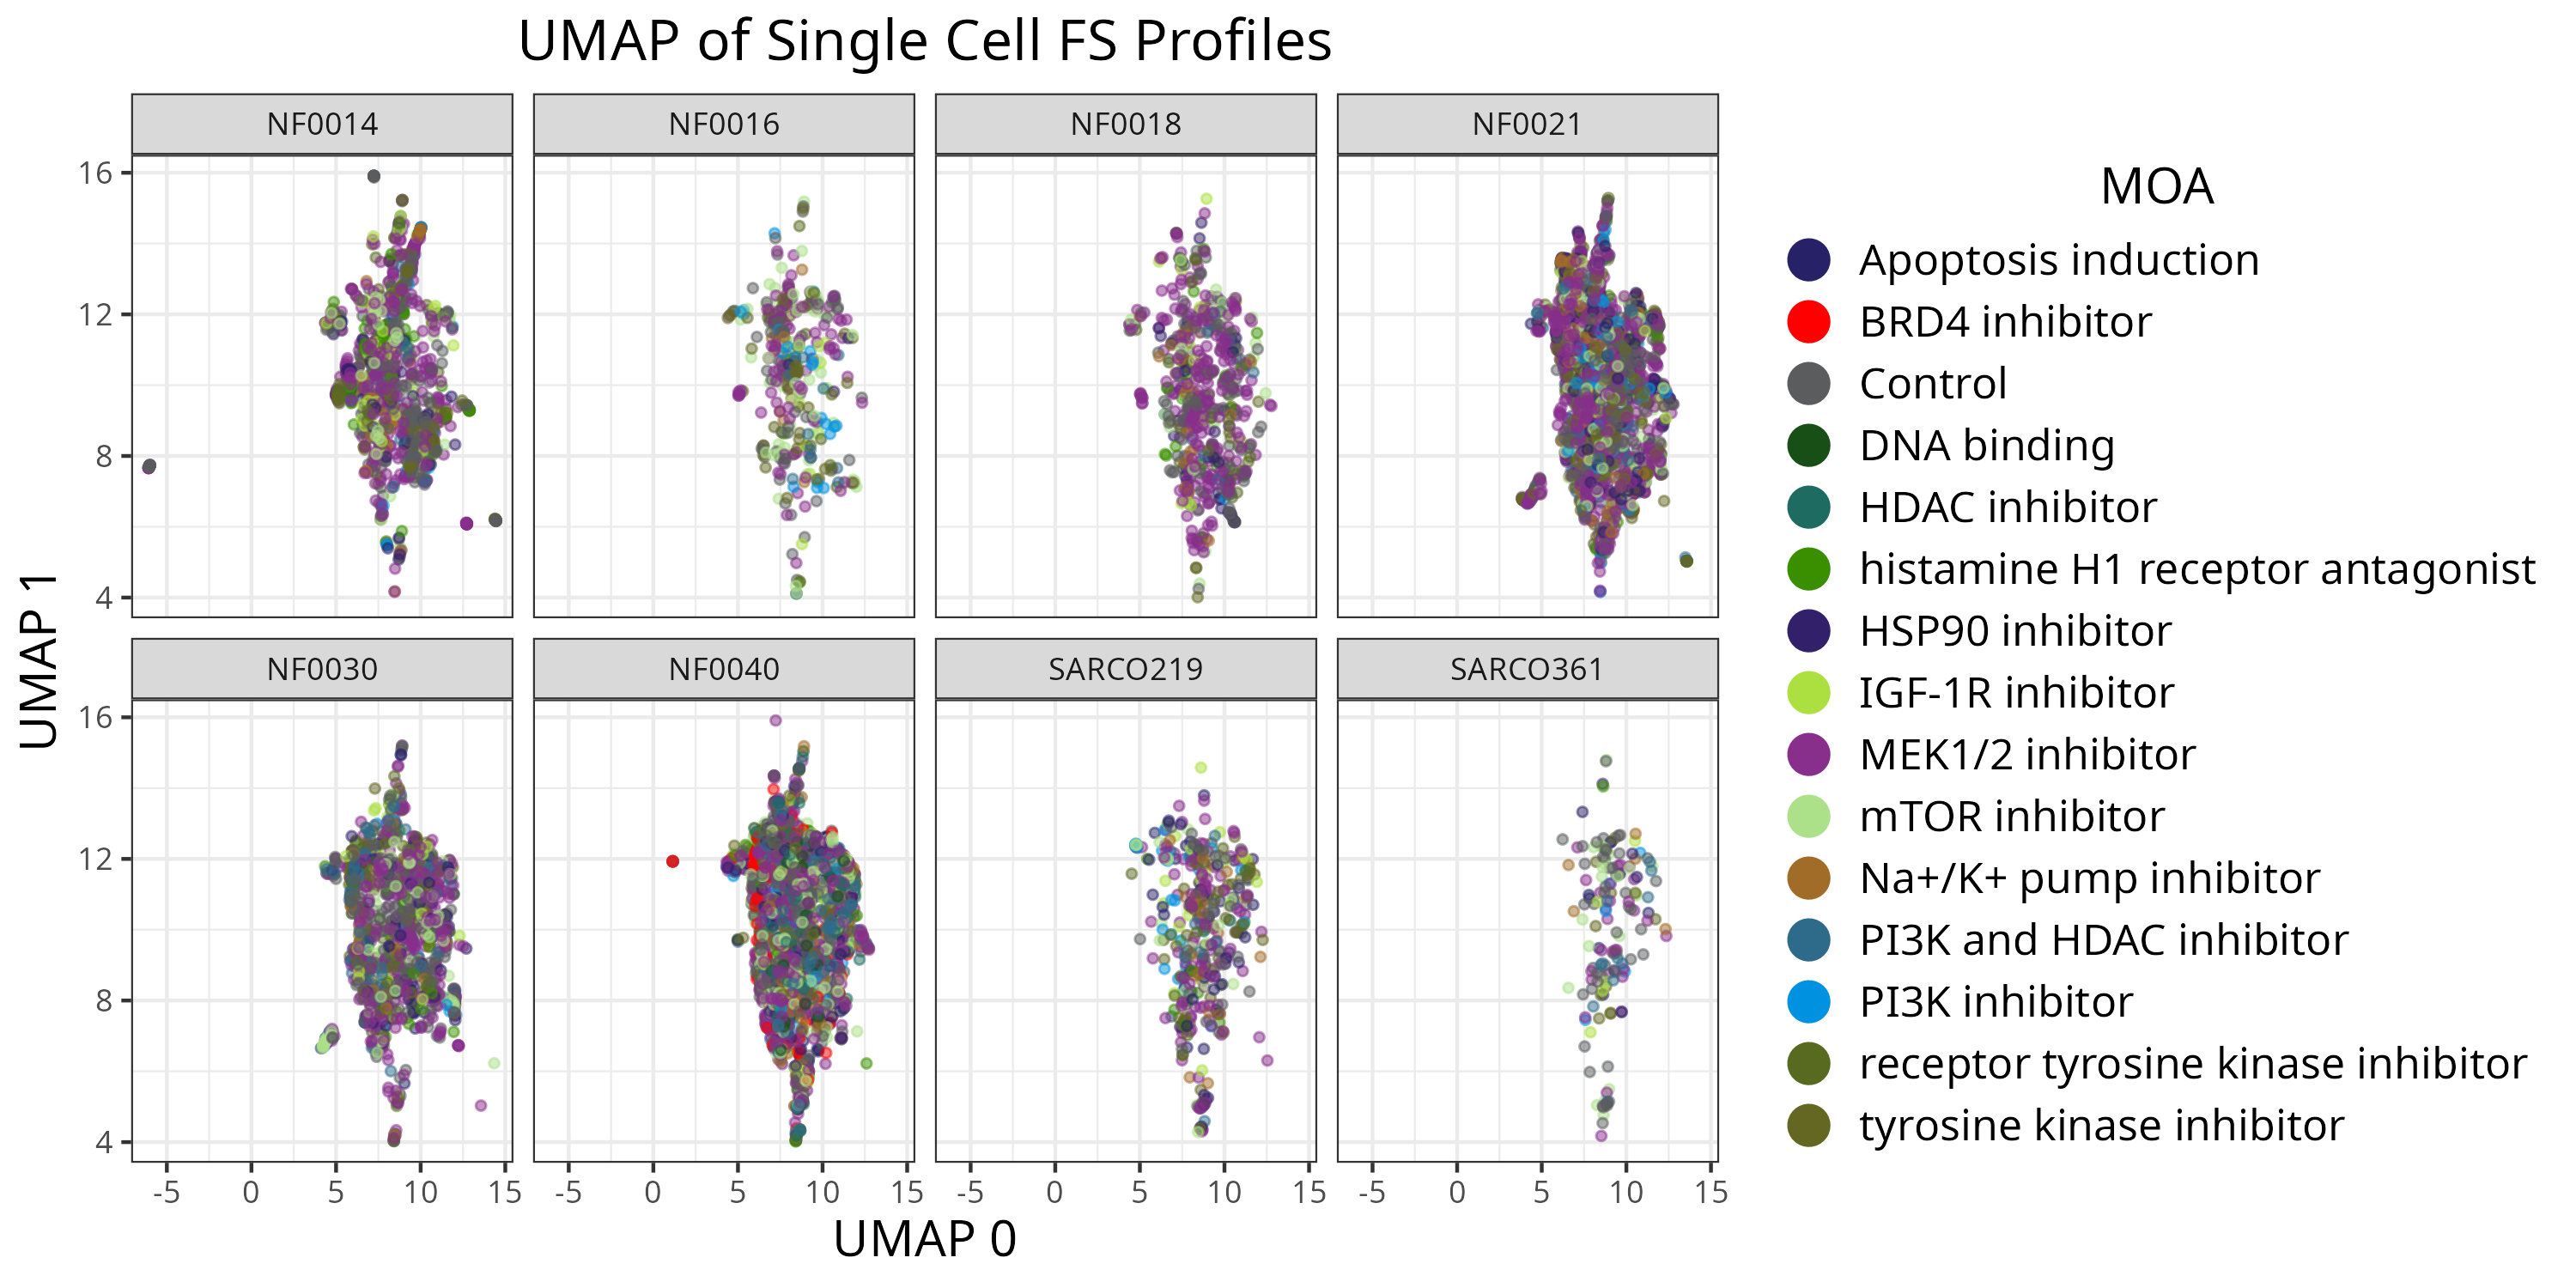 UMAP of Single Cell FS Profiles
NF0014 NF0016 NF0018 NF0021
16
12
8
4
NF0030 NF0040 SARCO219 SARCO361
16
12
8
4
-5 0 5 10 15 -5 0 5 10 15 -5 0 5 10 15 -5 0 5 10 15
UMAP 0
UMAP 1
MOA
Apoptosis induction
BRD4 inhibitor
Control
DNA binding
HDAC inhibitor
histamine H1 receptor antagonist
HSP90 inhibitor
IGF-1R inhibitor
MEK1/2 inhibitor
mTOR inhibitor
Na+/K+ pump inhibitor
PI3K and HDAC inhibitor
PI3K inhibitor
receptor tyrosine kinase inhibitor
tyrosine kinase inhibitor